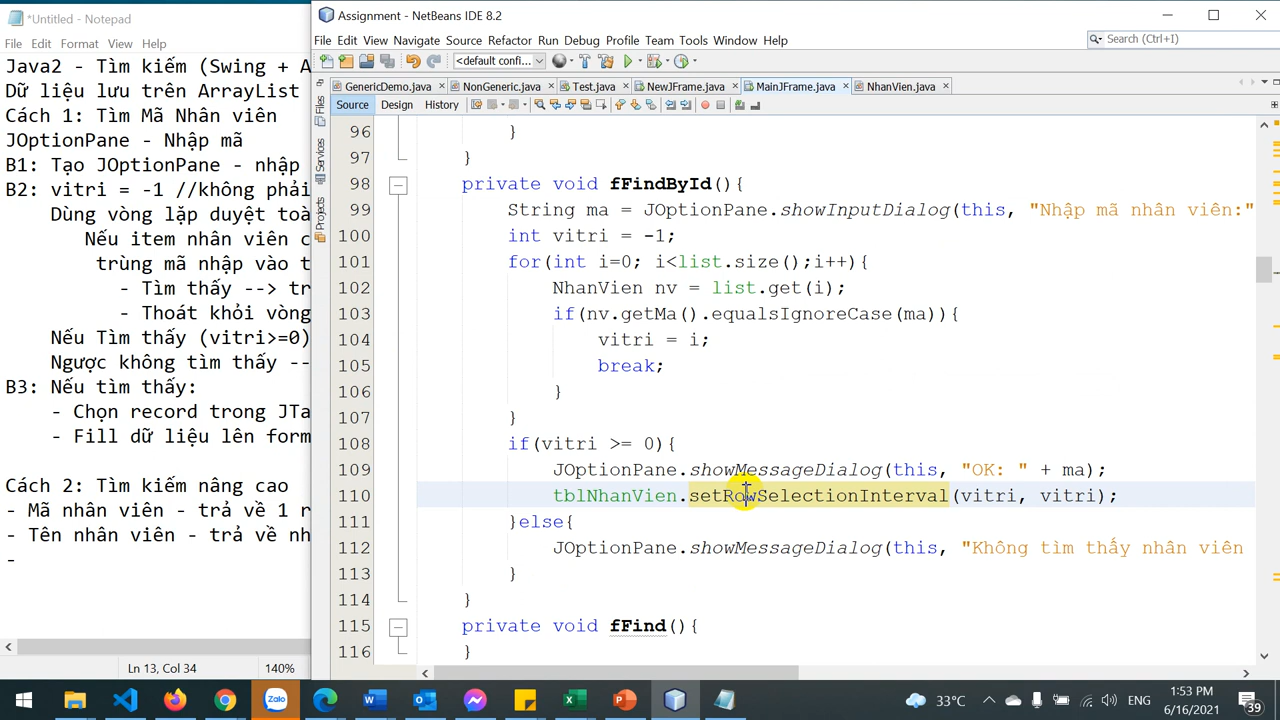 *Untitled - Notepad
File Edit Format View Help
Java2 - Tìm kiếm (Swing + A
Dữ liệu lưu trên ArrayList
Cách 1: Tìm Mã Nhân viên
JOptionPane - Nhập mã
B1: Tạo JOptionPane - nhập
B2: vitri = -1 //không phải
Dùng vòng lặp duyệt toà
Nếu item nhân viên c
trùng mã nhập vào t
- Tìm thấy --> tr
- Thoát khỏi vòng
Nếu Tìm thấy (vitri>=0)
Ngược không tìm thấy --
B3: Nếu tìm thấy:
- Chọn record trong JTa
- Fill dữ liệu lên form
Cách 2: Tìm kiếm nâng cao
- Mã nhân viên - trả về 1 r
- Tên nhân viên - trả về nh
-
Ln 13, Col 34 140%
Assignment - NetBeans IDE 8.2
File Edit View Navigate Source Refactor Run Debug Profile Team Tools Window Help
Search (Ctrl+I)
<default confi...
GenericDemo.java NonGeneric.java Test.java NewJFrame.java MainJFrame.java NhanVien.java
Source Design History
Files
Services
Projects
96 }
97 }
98 private void fFindById(){
99 String ma = JOptionPane.showInputDialog(this, "Nhập mã nhân viên:"
100 int vitri = -1;
101 for(int i=0; i<list.size();i++){
102 NhanVien nv = list.get(i);
103 if(nv.getMa().equalsIgnoreCase(ma)){
104 vitri = i;
105 break;
106 }
107 }
108 if(vitri >= 0){
109 JOptionPane.showMessageDialog(this, "OK: " + ma);
110 tblNhanVien.setRowSelectionInterval(vitri, vitri);
111 }else{
112 JOptionPane.showMessageDialog(this, "Không tìm thấy nhân viên
113 }
114 }
115 private void fFind(){
116 }
Zalo
33°C
ENG
1:53 PM
6/16/2021
39